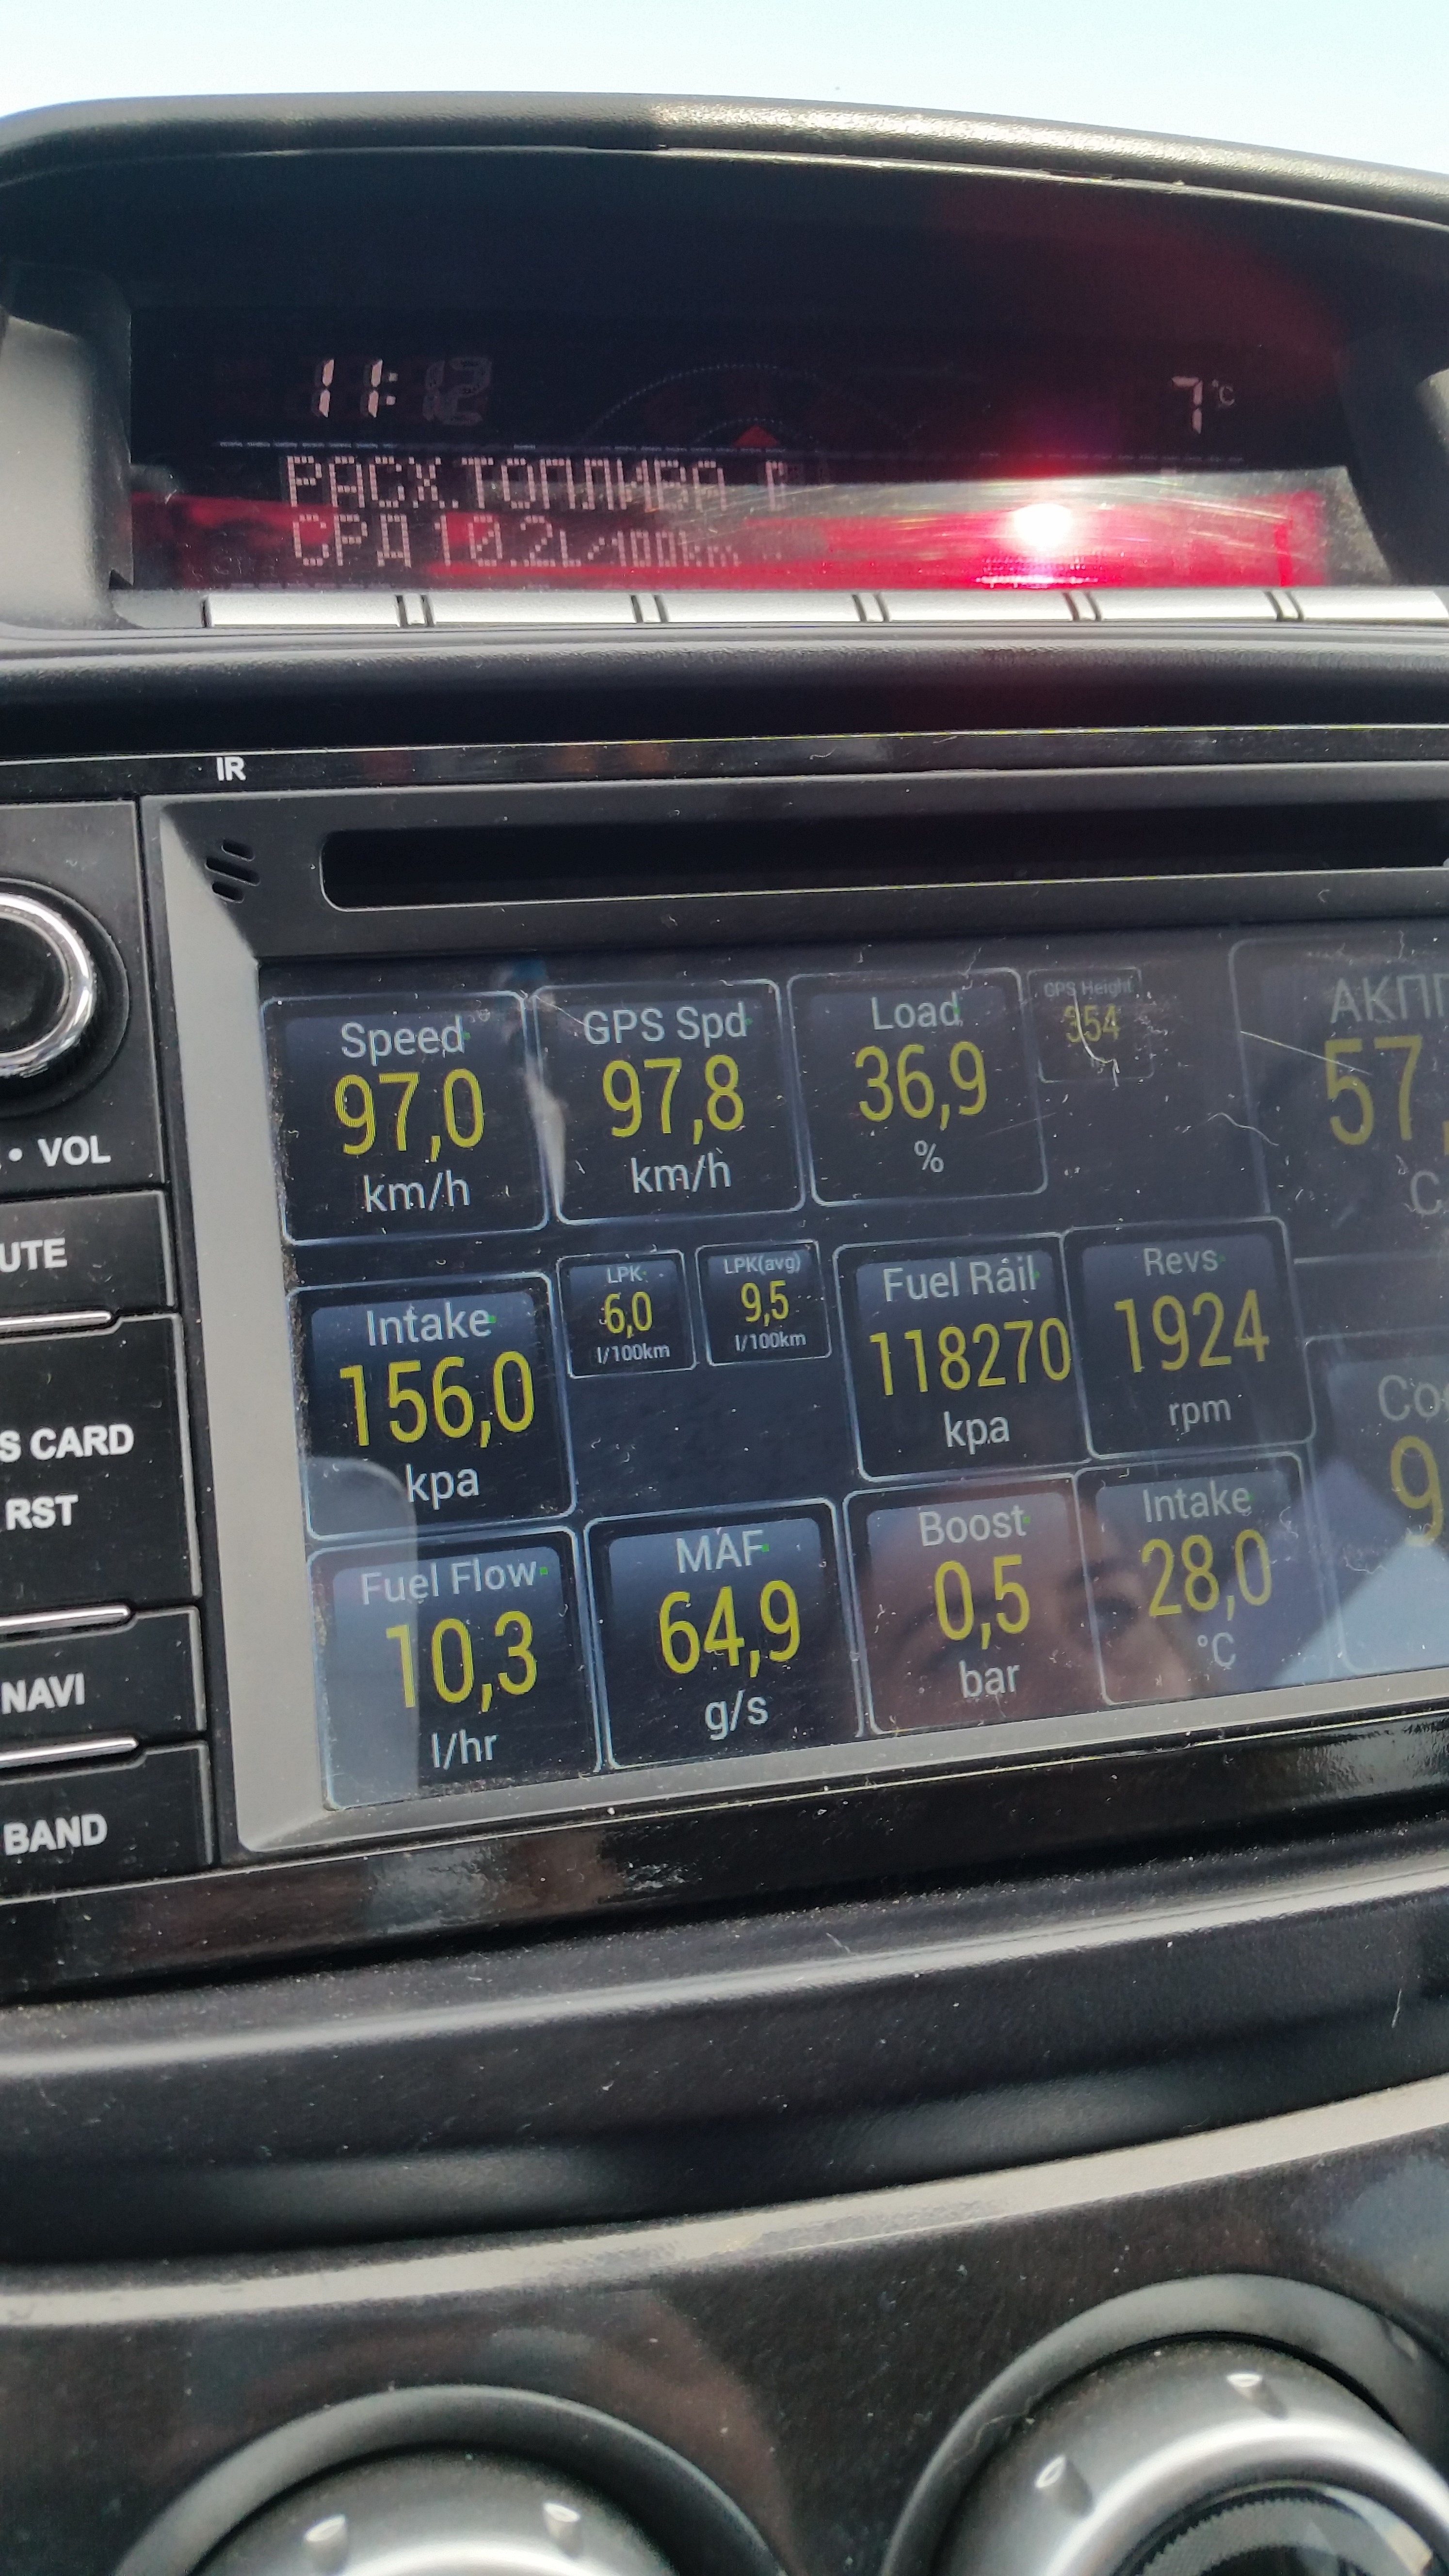 11:12
7°C
РАСХ.ТОПЛИВА
СРД 10.2L/100km
IR
VOL
UTE
S CARD
RST
NAVI
BAND
Speed
97,0
km/h
GPS Spd
97,8
km/h
Load
36,9
%
GPS Height
354
АКПП
57,
C
Intake
156,0
kpa
LPK
6,0
l/100km
LPK(avg)
9,5
l/100km
Fuel Rail
118270
kpa
Revs
1924
rpm
Coo
9
Fuel Flow
10,3
l/hr
MAF
64,9
g/s
Boost
0,5
bar
Intake
28,0
°C